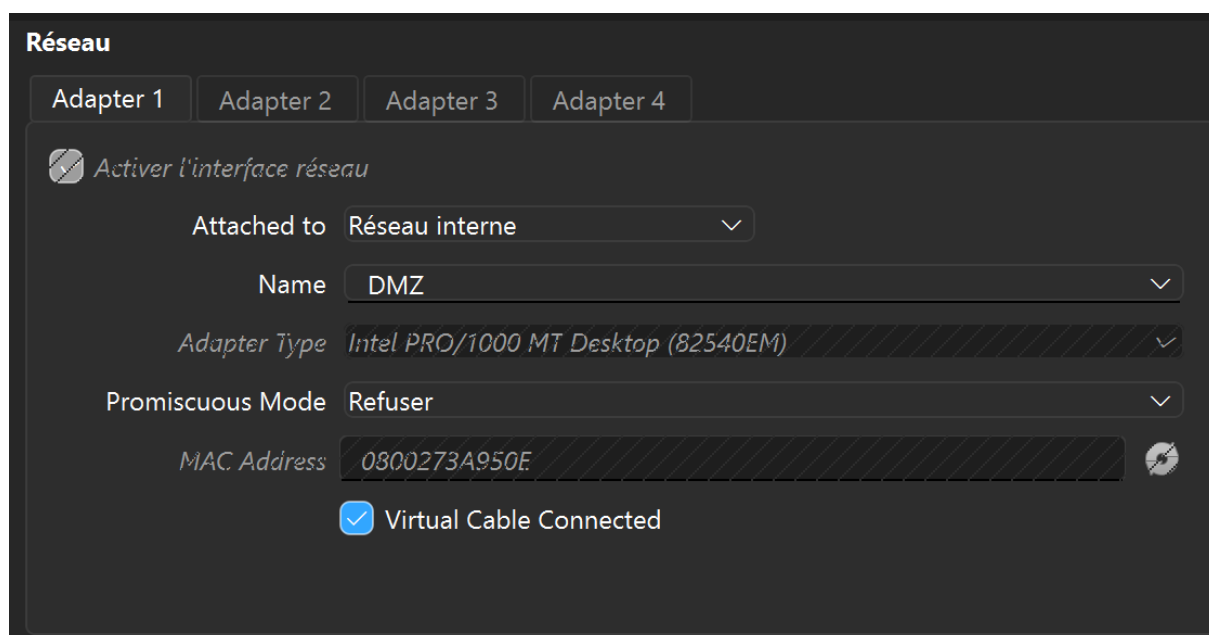 Réseau
Adapter 1 Adapter 2 Adapter 3 Adapter 4
Activer l'interface réseau
Attached to Réseau interne
Name DMZ
Adapter Type Intel PRO/1000 MT Desktop (82540EM)
Promiscuous Mode Refuser
MAC Address 0800273A950E
Virtual Cable Connected